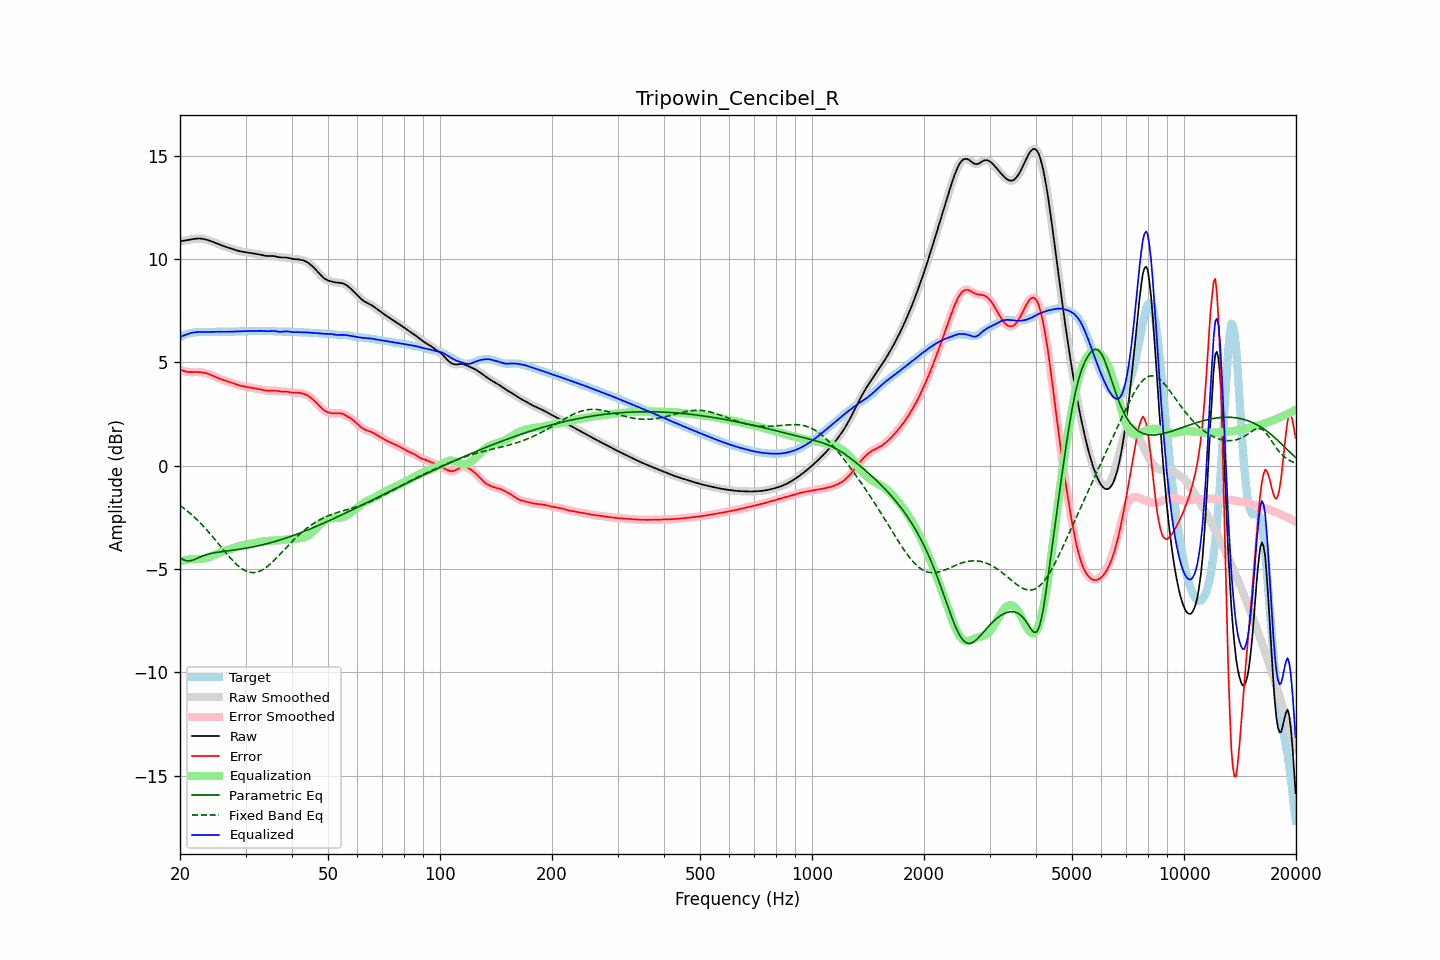 Tripowin_Cencibel_R
Amplitude (dBr)
15
10
5
0
−5
−10
−15
Target
Raw Smoothed
Error Smoothed
Raw
Error
Equalization
Parametric Eq
Fixed Band Eq
Equalized
20 50 100 200 500 1000 2000 5000 10000 20000
Frequency (Hz)